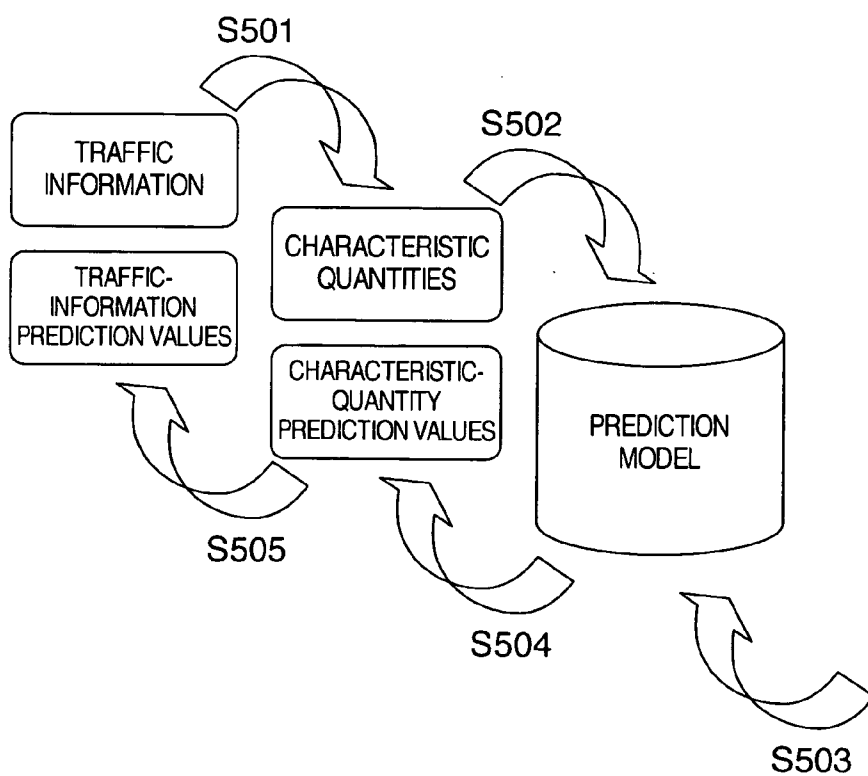 S501
S502
TRAFFIC
INFORMATION
TRAFFIC-
INFORMATION
PREDICTION VALUES
CHARACTERISTIC
QUANTITIES
CHARACTERISTIC-
QUANTITY
PREDICTION VALUES
PREDICTION
MODEL
S505
S504
S503